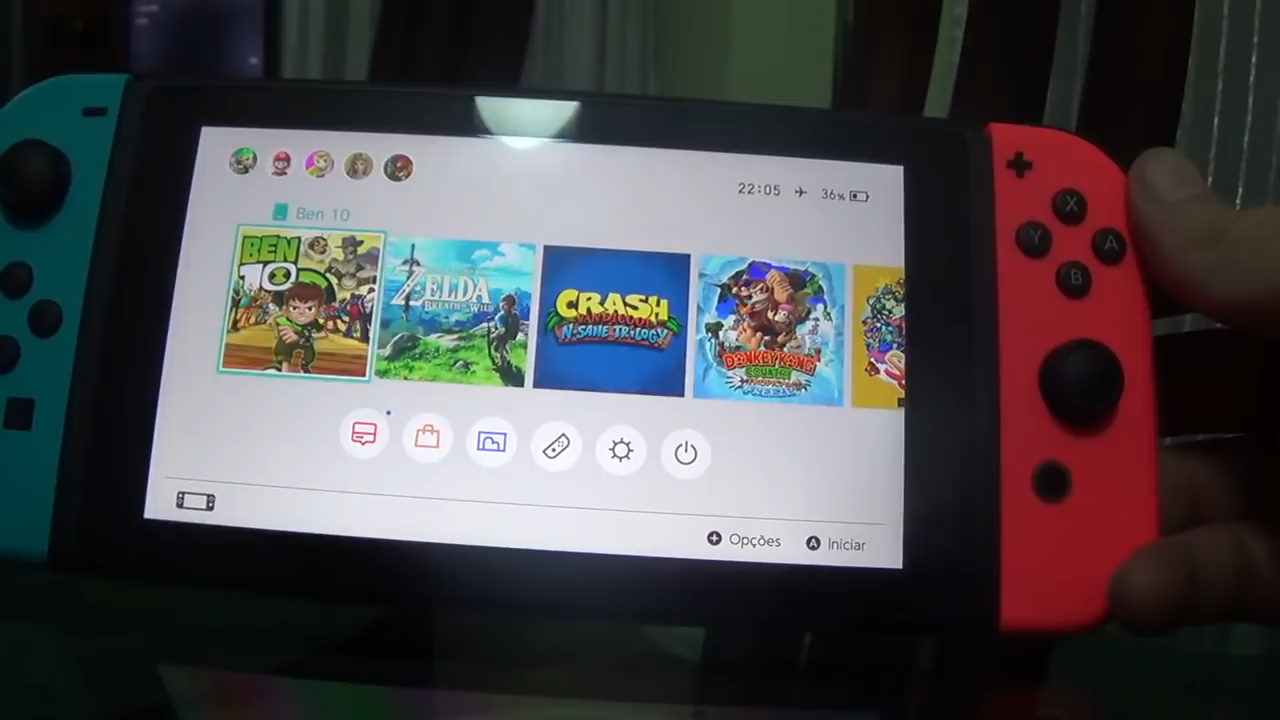 22:05 36%
Ben 10
BEN
10
ZELDA
BREATH OF THE WILD
CRASH
BANDICOOT
N. SANE TRILOGY
DONKEY KONG
COUNTRY
Opções
A Iniciar
X
Y
A
B